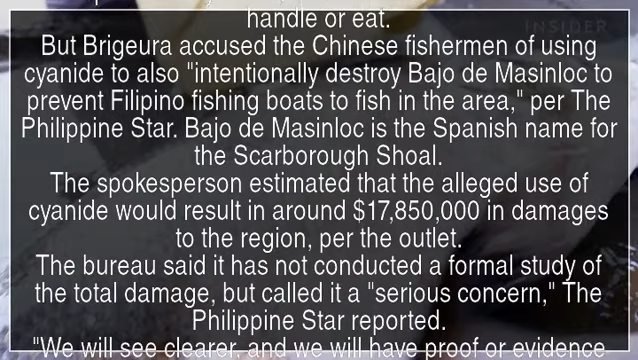 handle or eat.
INSIDER
But Brigeura accused the Chinese fishermen of using
cyanide to also "intentionally destroy Bajo de Masinloc to
prevent Filipino fishing boats to fish in the area," per The
Philippine Star. Bajo de Masinloc is the Spanish name for
the Scarborough Shoal.
The spokesperson estimated that the alleged use of
cyanide would result in around $17,850,000 in damages
to the region, per the outlet.
The bureau said it has not conducted a formal study of
the total damage, but called it a "serious concern," The
Philippine Star reported.
"We will see clearer, and we will have proof or evidence